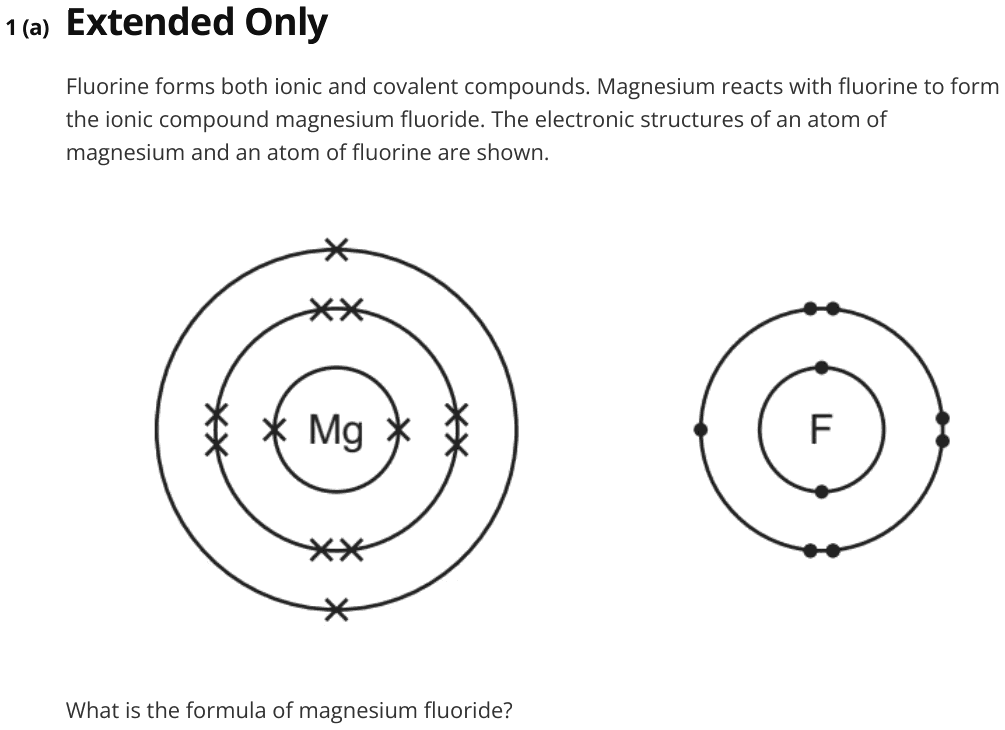 1 (a) Extended Only
Fluorine forms both ionic and covalent compounds. Magnesium reacts with fluorine to form
the ionic compound magnesium fluoride. The electronic structures of an atom of
magnesium and an atom of fluorine are shown.
Mg
F
What is the formula of magnesium fluoride?